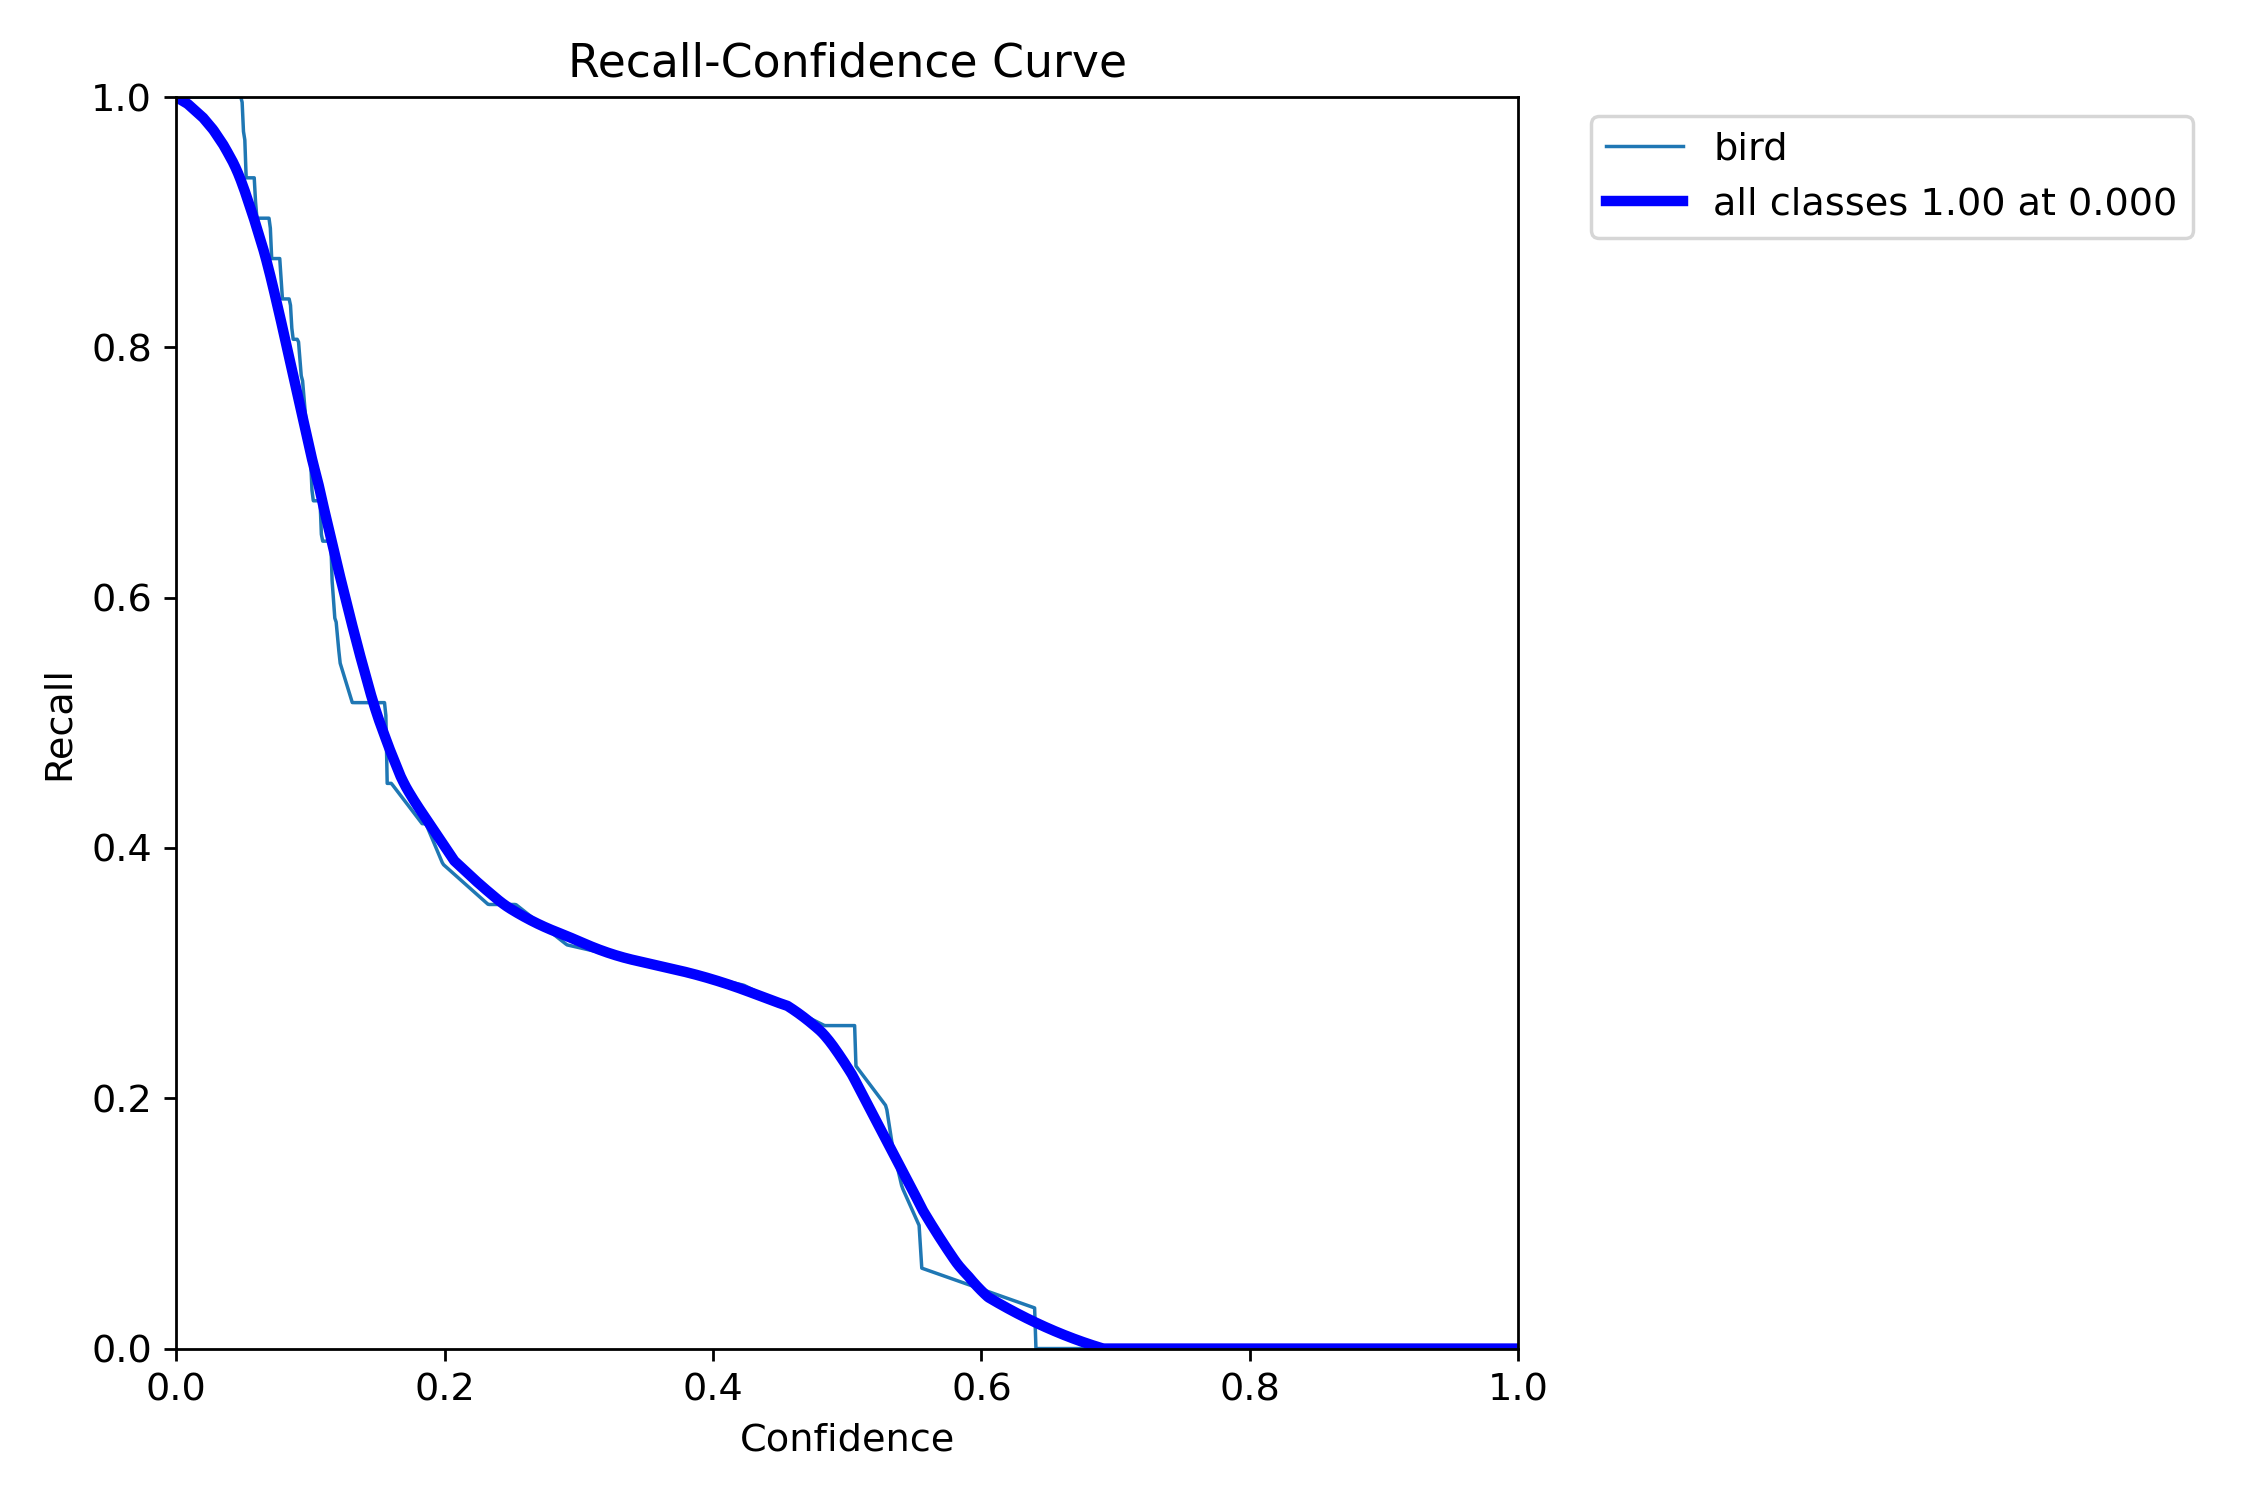 Recall-Confidence Curve
bird
all classes 1.00 at 0.000
1.0
0.8
0.6
0.4
0.2
0.0
Recall
0.0 0.2 0.4 0.6 0.8 1.0
Confidence